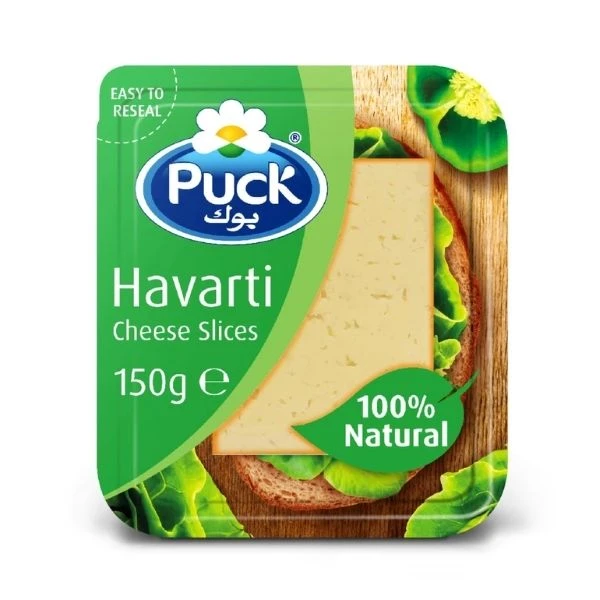 EASY TO
RESEAL
®
Puck
بوك
Havarti
Cheese Slices
150g ℮
100%
Natural